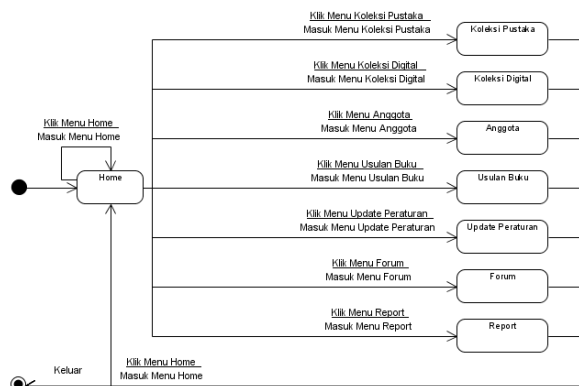 Klik Menu Koleksi Pustaka
Masuk Menu Koleksi Pustaka
Koleksi Pustaka
Klik Menu Koleksi Digital
Masuk Menu Koleksi Digital
Koleksi Digital
Klik Menu Anggota
Masuk Menu Anggota
Anggota
Klik Menu Home
Masuk Menu Home
Home
Klik Menu Usulan Buku
Masuk Menu Usulan Buku
Usulan Buku
Klik Menu Update Peraturan
Masuk Menu Update Peraturan
Update Peraturan
Klik Menu Forum
Masuk Menu Forum
Forum
Klik Menu Report
Masuk Menu Report
Report
Keluar
Klik Menu Home
Masuk Menu Home